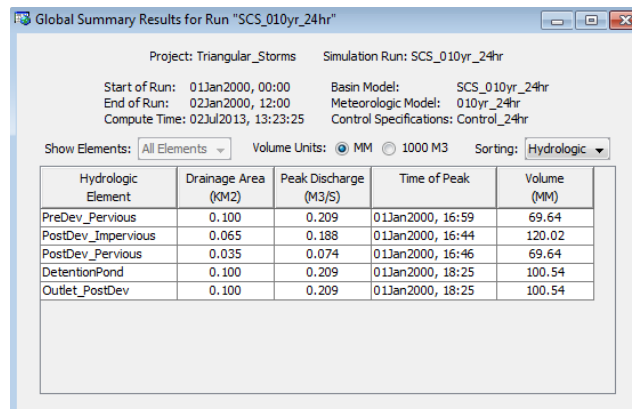 Global Summary Results for Run "SCS_010yr_24hr"
Project: Triangular_Storms Simulation Run: SCS_010yr_24hr
Start of Run: 01Jan2000, 00:00 Basin Model: SCS_010yr_24hr
End of Run: 02Jan2000, 12:00 Meteorologic Model: 010yr_24hr
Compute Time: 02Jul2013, 13:23:25 Control Specifications: Control_24hr
Show Elements: All Elements Volume Units: MM 1000 M3 Sorting: Hydrologic
Hydrologic Drainage Area Peak Discharge Time of Peak Volume
Element (KM2) (M3/S) (MM)
PreDev_Pervious 0.100 0.209 01Jan2000, 16:59 69.64
PostDev_Impervious 0.065 0.188 01Jan2000, 16:44 120.02
PostDev_Pervious 0.035 0.074 01Jan2000, 16:46 69.64
DetentionPond 0.100 0.209 01Jan2000, 18:25 100.54
Outlet_PostDev 0.100 0.209 01Jan2000, 18:25 100.54